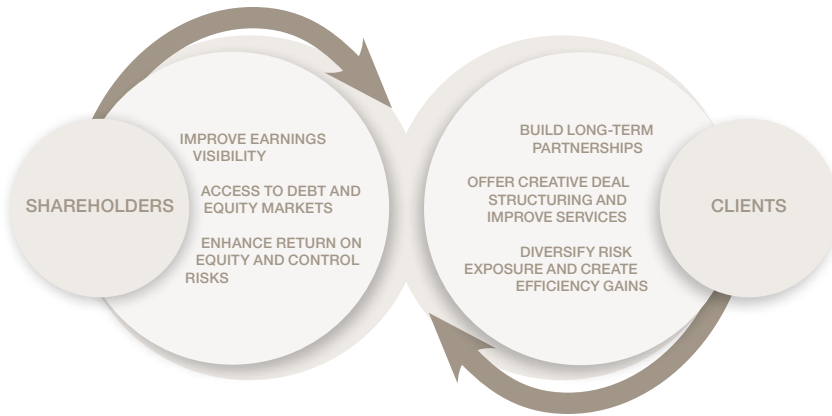 SHAREHOLDERS
IMPROVE EARNINGS
VISIBILITY
ACCESS TO DEBT AND
EQUITY MARKETS
ENHANCE RETURN ON
EQUITY AND CONTROL
RISKS
BUILD LONG-TERM
PARTNERSHIPS
OFFER CREATIVE DEAL
STRUCTURING AND
IMPROVE SERVICES
DIVERSIFY RISK
EXPOSURE AND CREATE
EFFICIENCY GAINS
CLIENTS